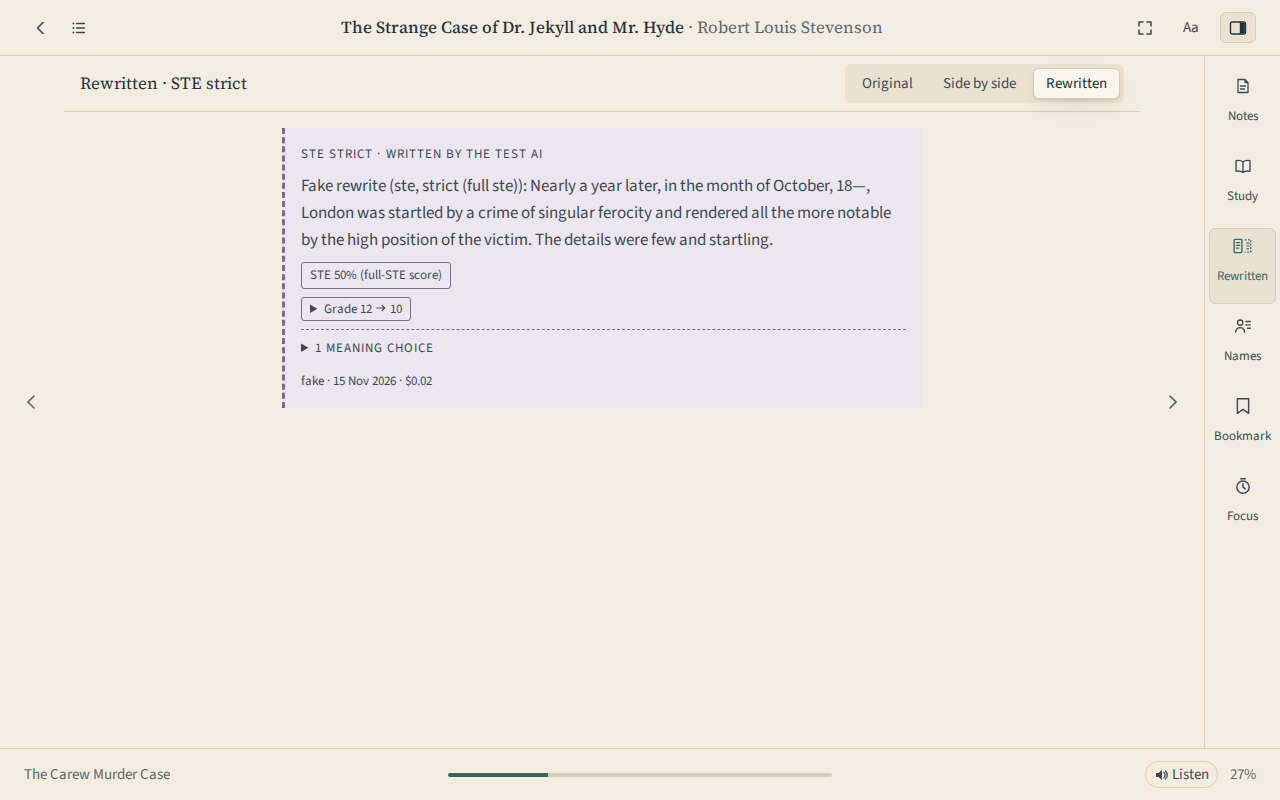 The Strange Case of Dr. Jekyll and Mr. Hyde · Robert Louis Stevenson
Aa
Rewritten · STE strict
Original
Side by side
Rewritten
STE STRICT · WRITTEN BY THE TEST AI
Fake rewrite (ste, strict (full ste)): Nearly a year later, in the month of October, 18—,
London was startled by a crime of singular ferocity and rendered all the more notable
by the high position of the victim. The details were few and startling.
STE 50% (full-STE score)
Grade 12 → 10
1 MEANING CHOICE
fake · 15 Nov 2026 · $0.02
Notes
Study
Rewritten
Names
Bookmark
Focus
The Carew Murder Case
Listen
27%